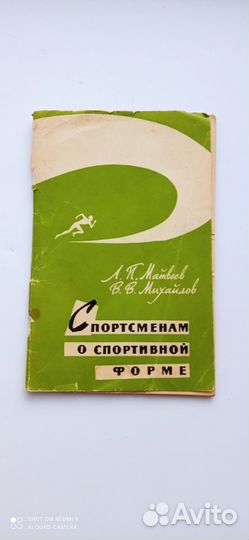 Л. П. Матвеев
В. В. Михайлов
Спортсменам
о спортивной
форме
SHOT ON REDMI 9
AI QUAD CAMERA
Avito